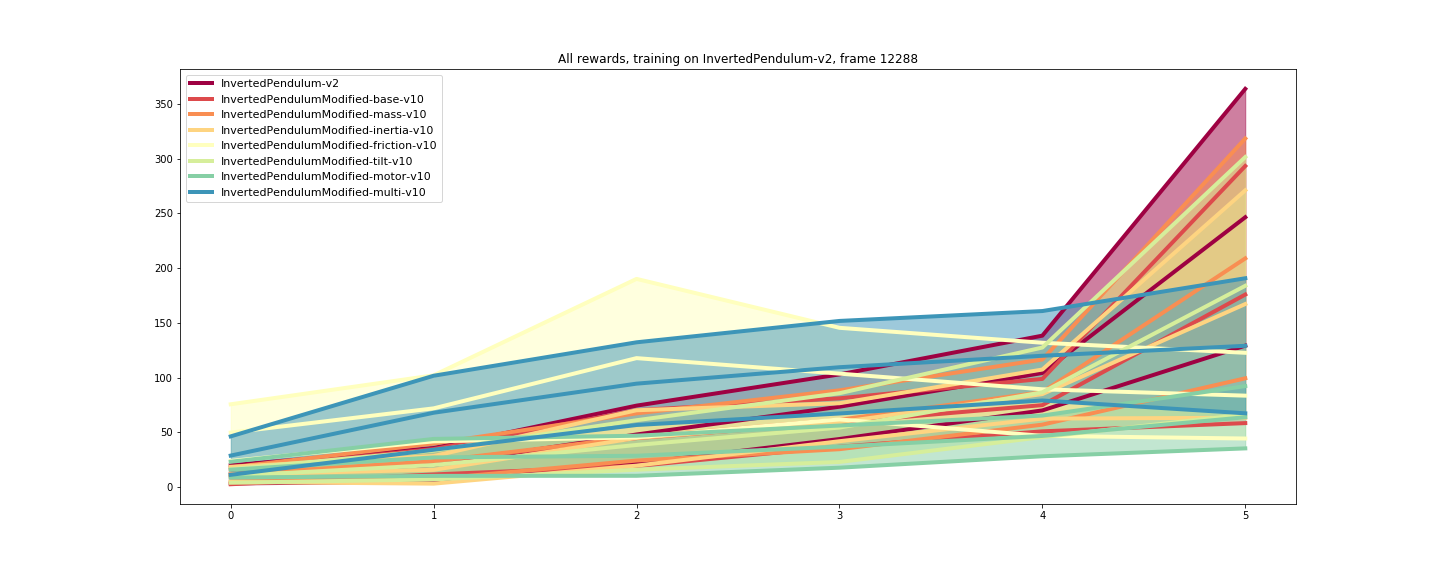 All rewards, training on InvertedPendulum-v2, frame 12288
InvertedPendulum-v2
InvertedPendulumModified-base-v10
InvertedPendulumModified-mass-v10
InvertedPendulumModified-inertia-v10
InvertedPendulumModified-friction-v10
InvertedPendulumModified-tilt-v10
InvertedPendulumModified-motor-v10
InvertedPendulumModified-multi-v10
350
300
250
200
150
100
50
0
0 1 2 3 4 5